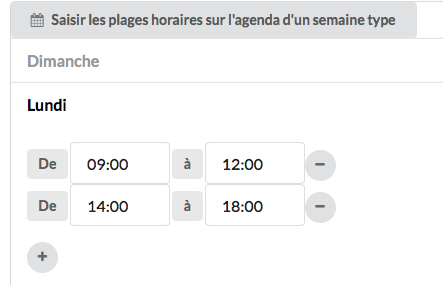 Saisir les plages horaires sur l'agenda d'un semaine type
Dimanche
Lundi
De 09:00 à 12:00 −
De 14:00 à 18:00 −
+